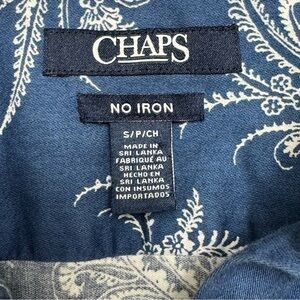 CHAPS
NO IRON
S/P/CH
MADE IN
SRI LANKA
FABRIQUÉ AU
SRI LANKA
HECHO EN
SRI LANKA
CON INSUMOS
IMPORTADOS